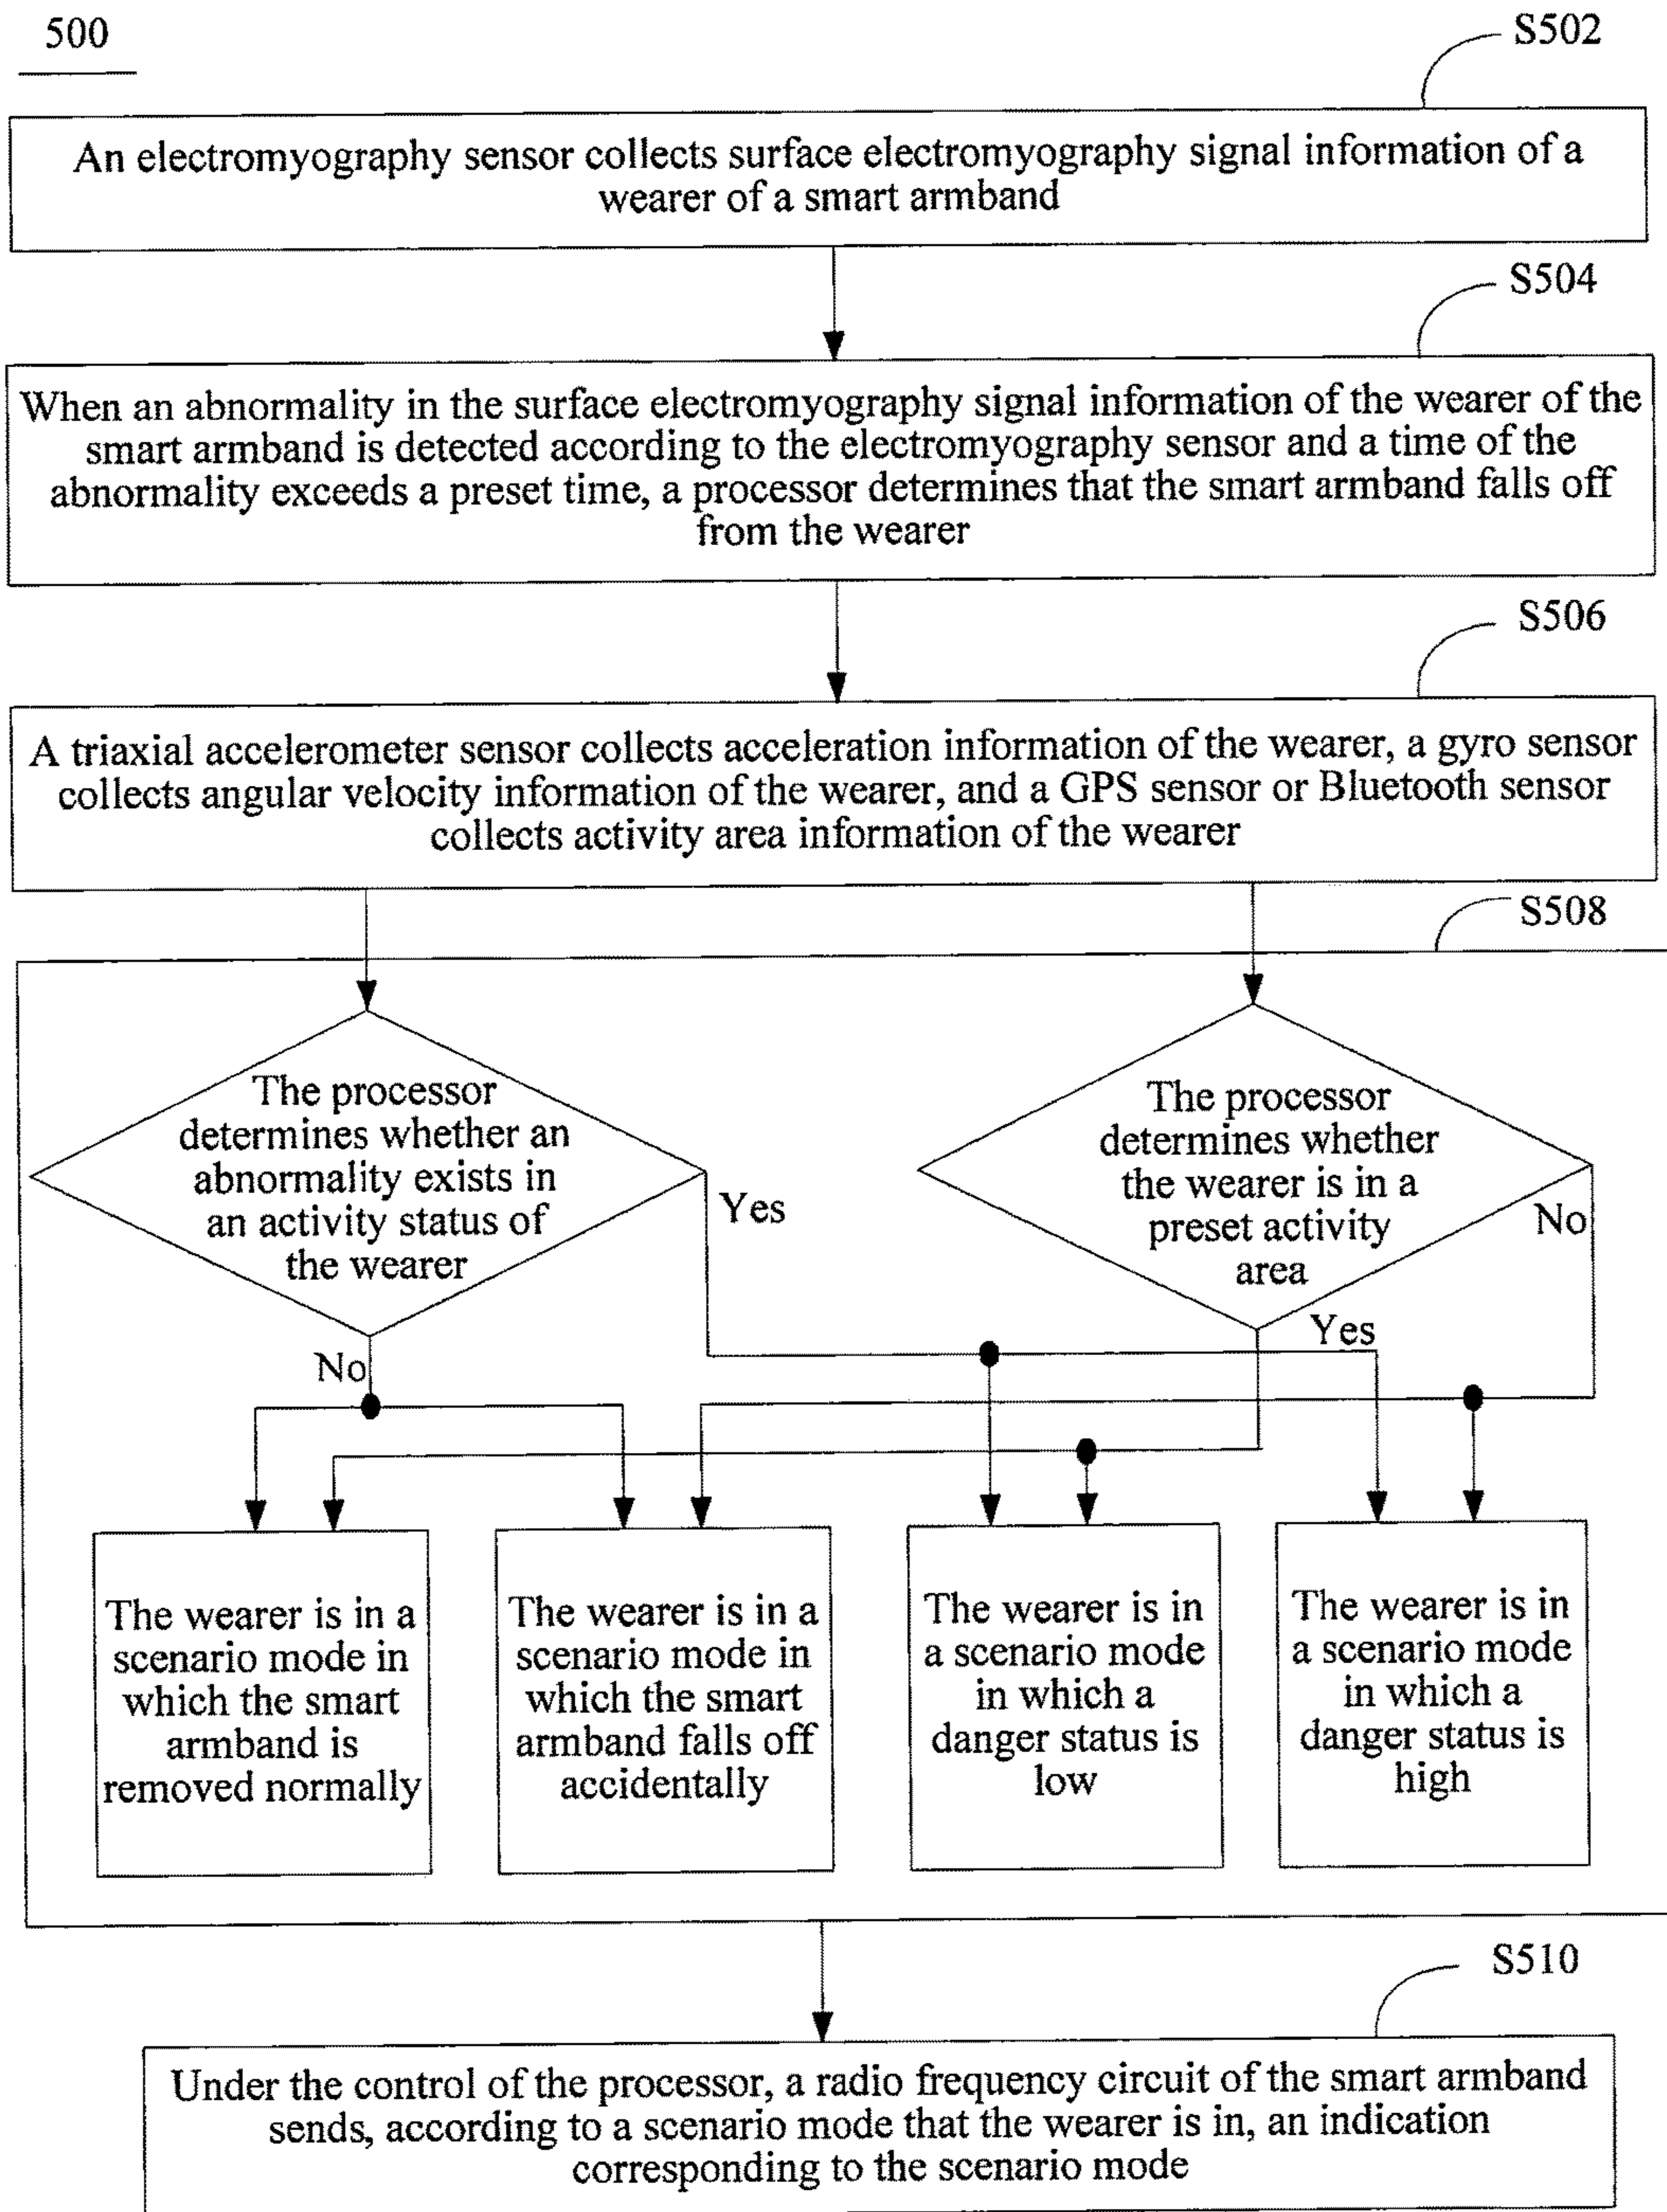 500
S502
An electromyography sensor collects surface electromyography signal information of a
wearer of a smart armband
S504
When an abnormality in the surface electromyography signal information of the wearer of the
smart armband is detected according to the electromyography sensor and a time of the
abnormality exceeds a preset time, a processor determines that the smart armband falls off
from the wearer
S506
A triaxial accelerometer sensor collects acceleration information of the wearer, a gyro sensor
collects angular velocity information of the wearer, and a GPS sensor or Bluetooth sensor
collects activity area information of the wearer
S508
The processor
determines whether an
abnormality exists in
an activity status of
the wearer
Yes
No
The processor
determines whether
the wearer is in a
preset activity
area
No
Yes
The wearer is in a
scenario mode in
which the smart
armband is
removed normally
The wearer is in a
scenario mode in
which the smart
armband falls off
accidentally
The wearer is in
a scenario mode
in which a
danger status is
low
The wearer is in
a scenario mode
in which a
danger status is
high
S510
Under the control of the processor, a radio frequency circuit of the smart armband
sends, according to a scenario mode that the wearer is in, an indication
corresponding to the scenario mode